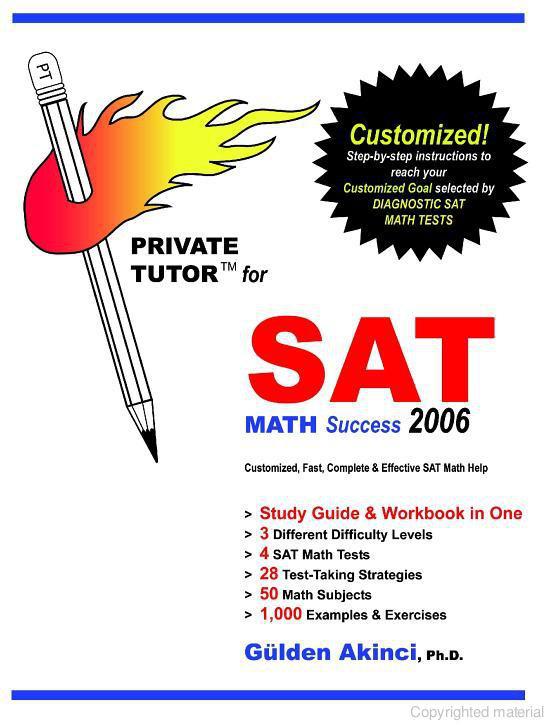 PT
Customized!
Step-by-step instructions to
reach your
Customized Goal selected by
DIAGNOSTIC SAT
MATH TESTS
PRIVATE
TUTOR™ for
SAT
MATH Success 2006
Customized, Fast, Complete & Effective SAT Math Help
> Study Guide & Workbook in One
> 3 Different Difficulty Levels
> 4 SAT Math Tests
> 28 Test-Taking Strategies
> 50 Math Subjects
> 1,000 Examples & Exercises
Gülden Akinci, Ph.D.
Copyrighted material